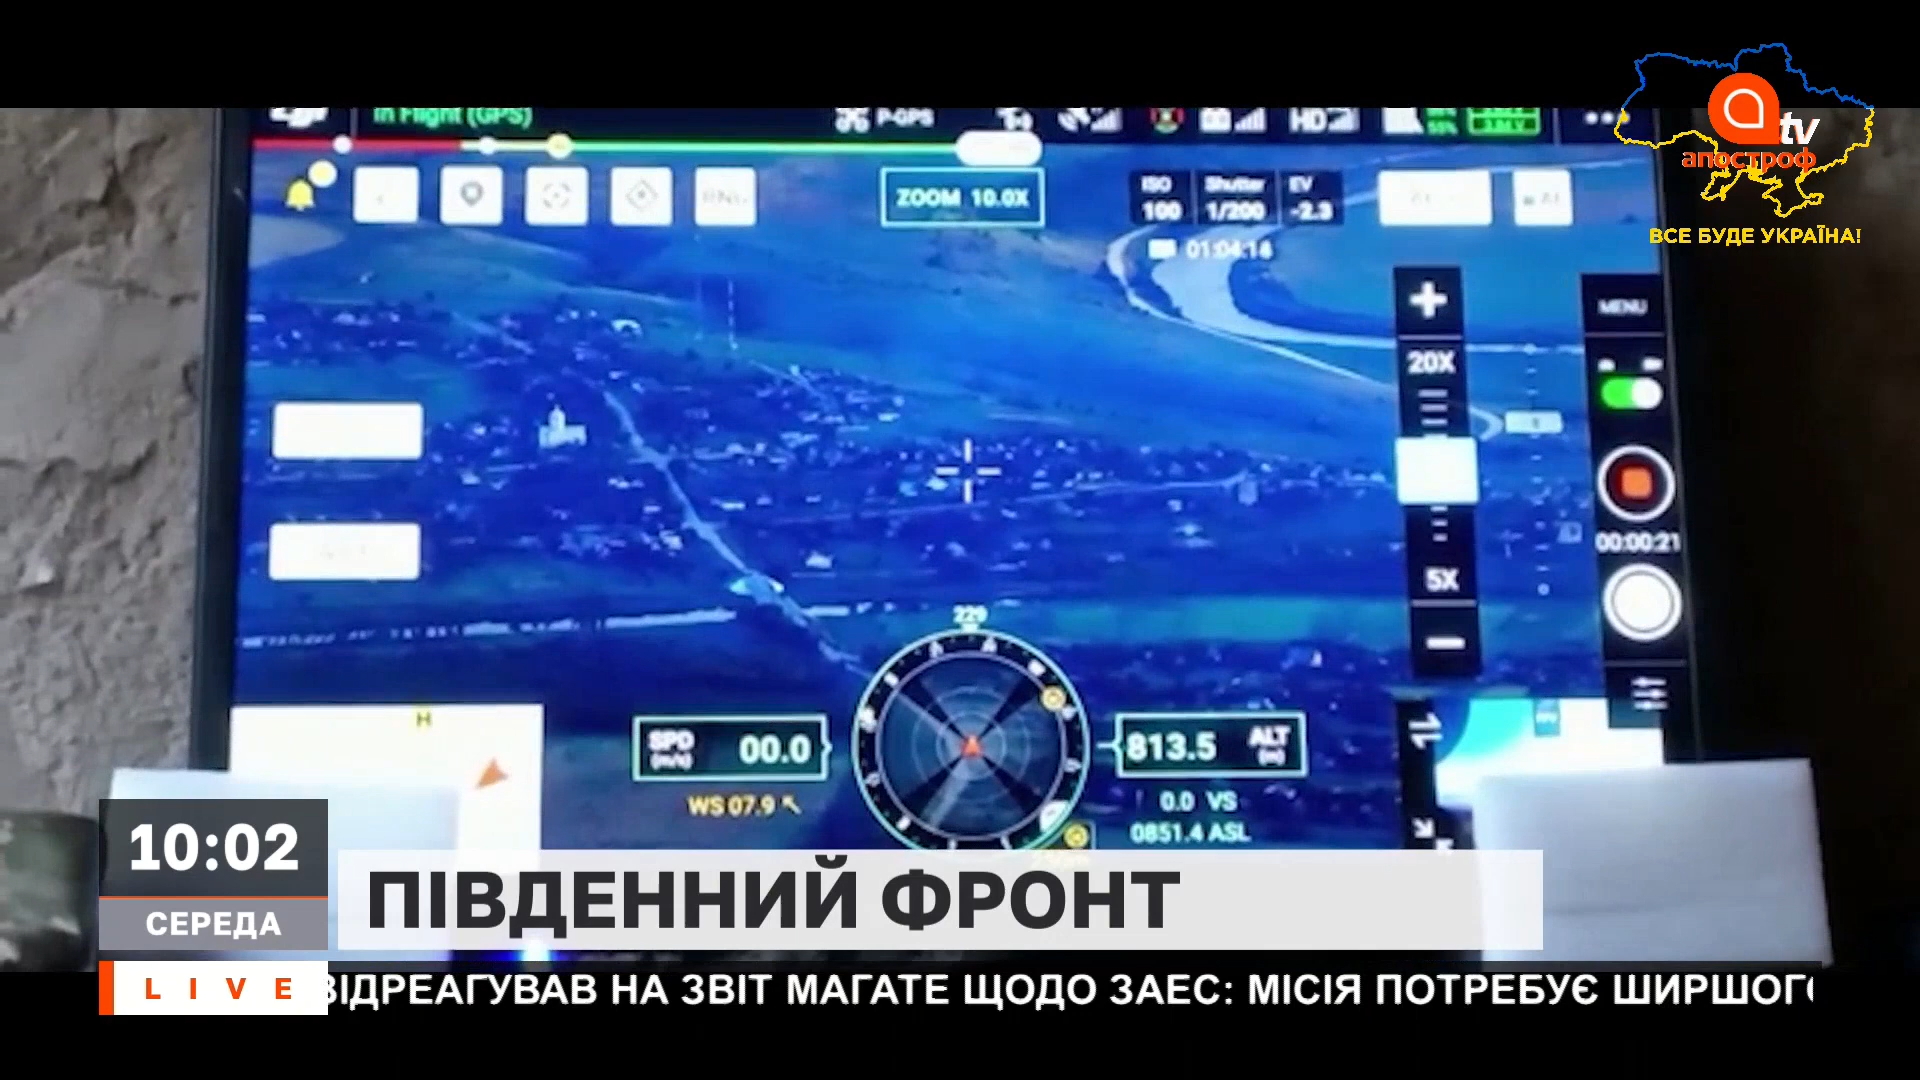 In Flight (GPS)
P-GPS
HD
tv
апостроф
ВСЕ БУДЕ УКРАЇНА!
ZOOM 10.0X
ISO Shutter EV
100 1/200 -2.3
01:04:18
MENU
20X
00:00:21
5X
220
H
SPD (m/s) 00.0
813.5 ALT (m)
WS 07.9
0.0 VS
0851.4 ASL
10:02
СЕРЕДА
ПІВДЕННИЙ ФРОНТ
LIVE
ВІДРЕАГУВАВ НА ЗВІТ МАГАТЕ ЩОДО ЗАЕС: МІСІЯ ПОТРЕБУЄ ШИРШОГО